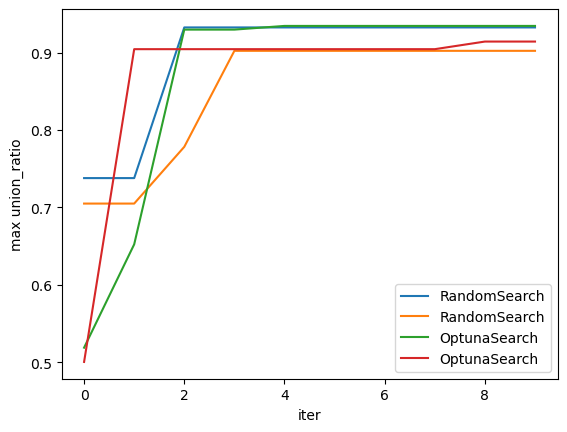 max union_ratio
0.9
0.8
0.7
0.6
0.5
0
2
4
6
8
iter
RandomSearch
RandomSearch
OptunaSearch
OptunaSearch